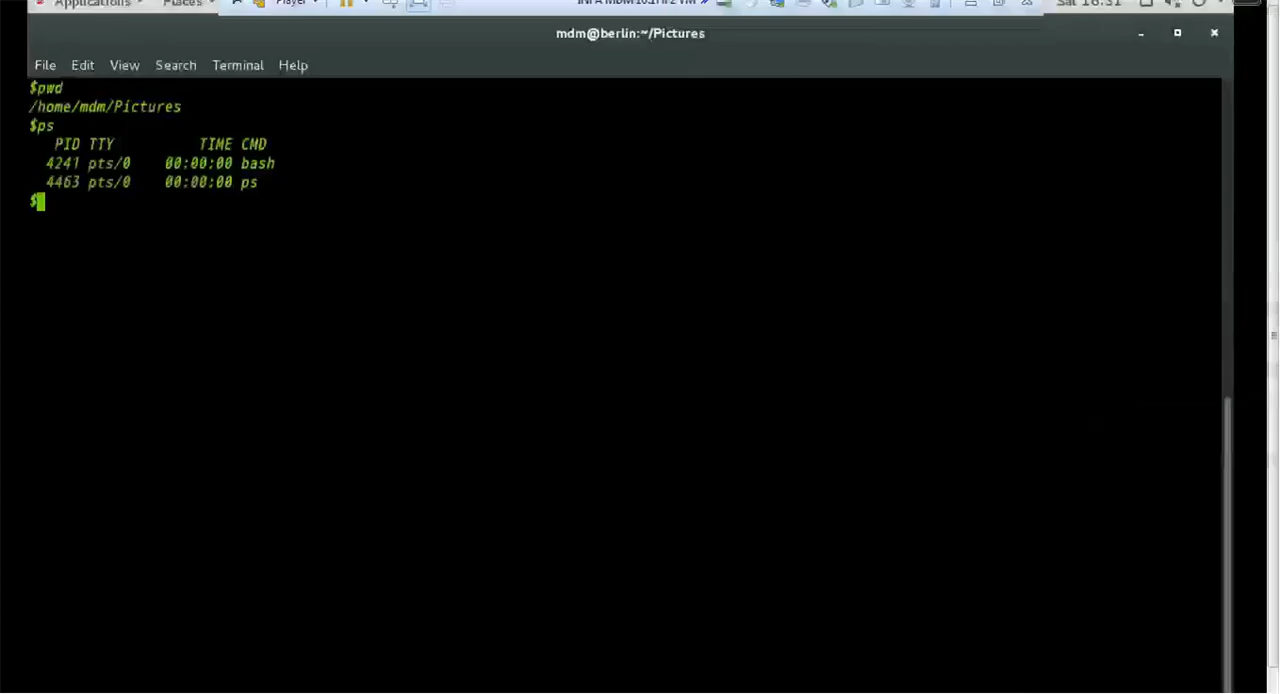 Applications Places Player Sat
mdm@berlin:~/Pictures
File Edit View Search Terminal Help
$pwd
/home/mdm/Pictures
$ps
PID TTY TIME CMD
4241 pts/0 00:00:00 bash
4463 pts/0 00:00:00 ps
$